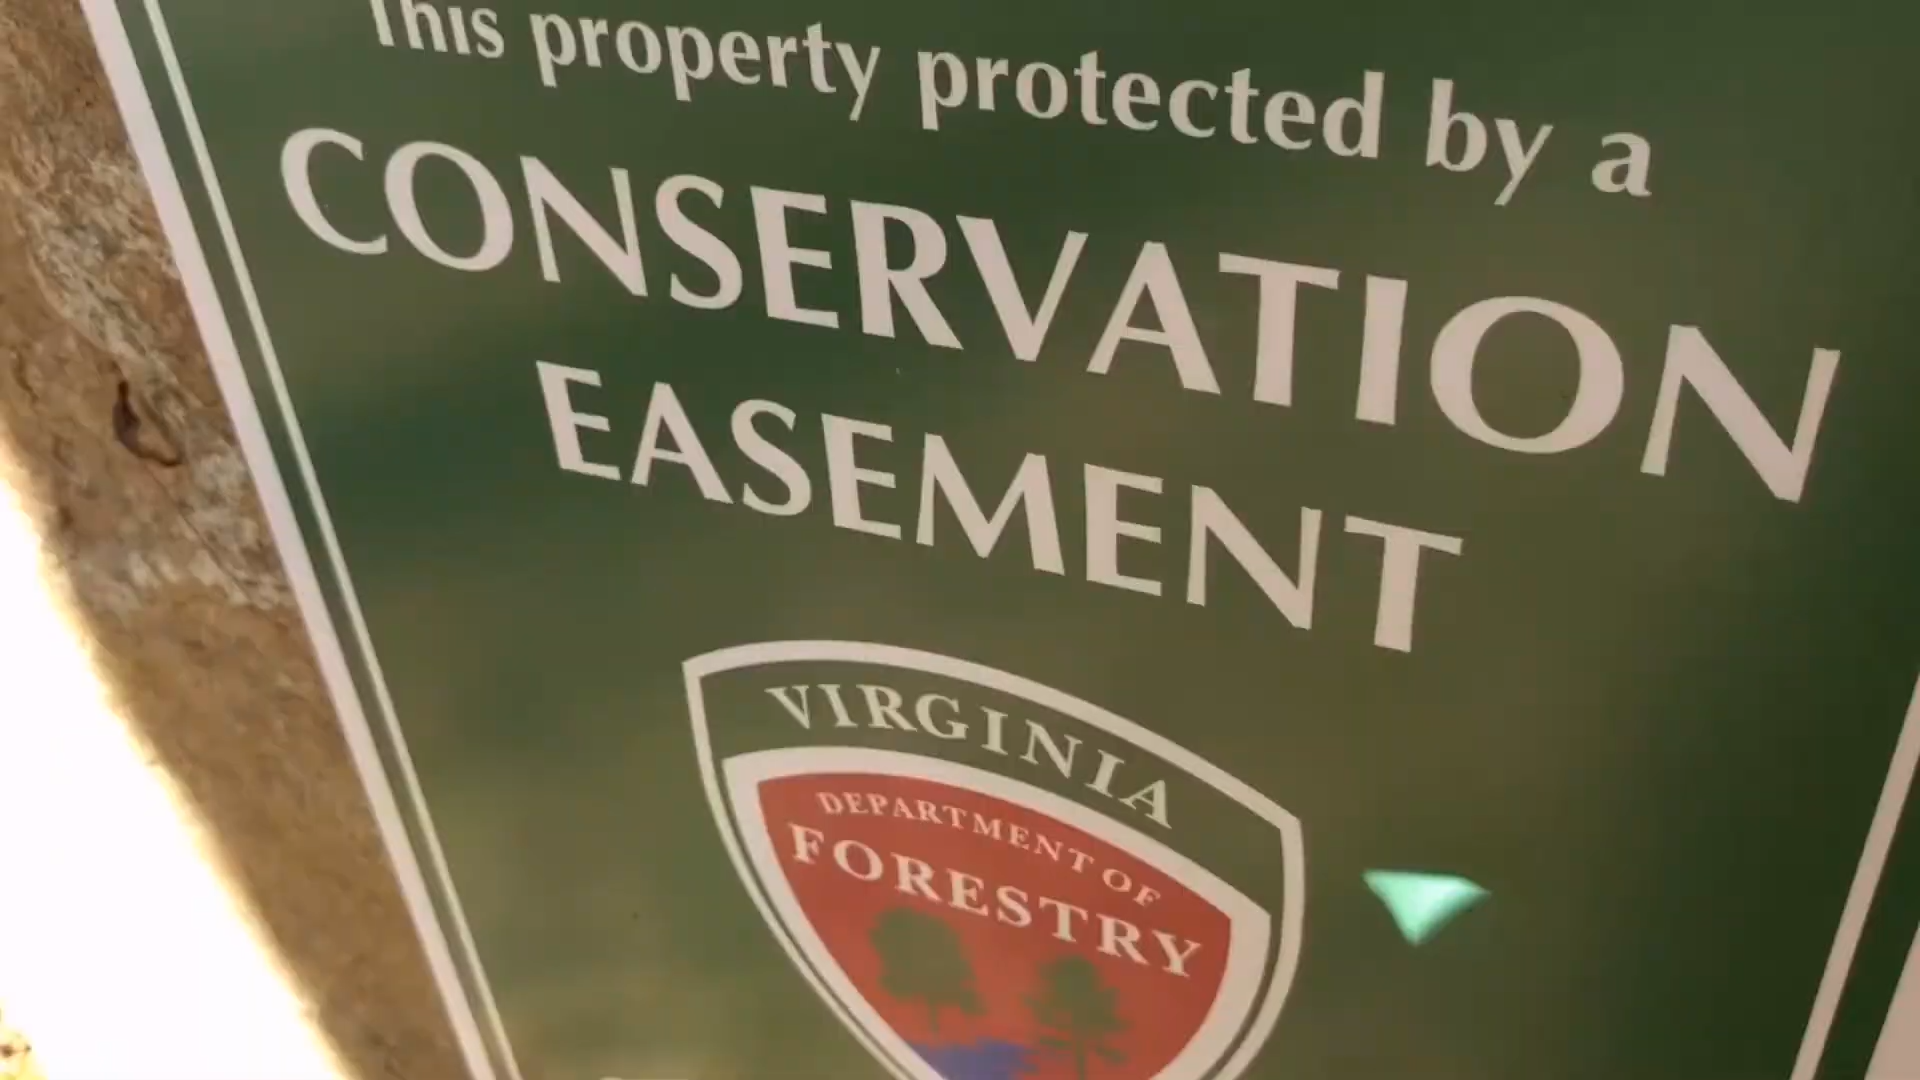 This property protected by a
CONSERVATION
EASEMENT
VIRGINIA
DEPARTMENT OF
FORESTRY